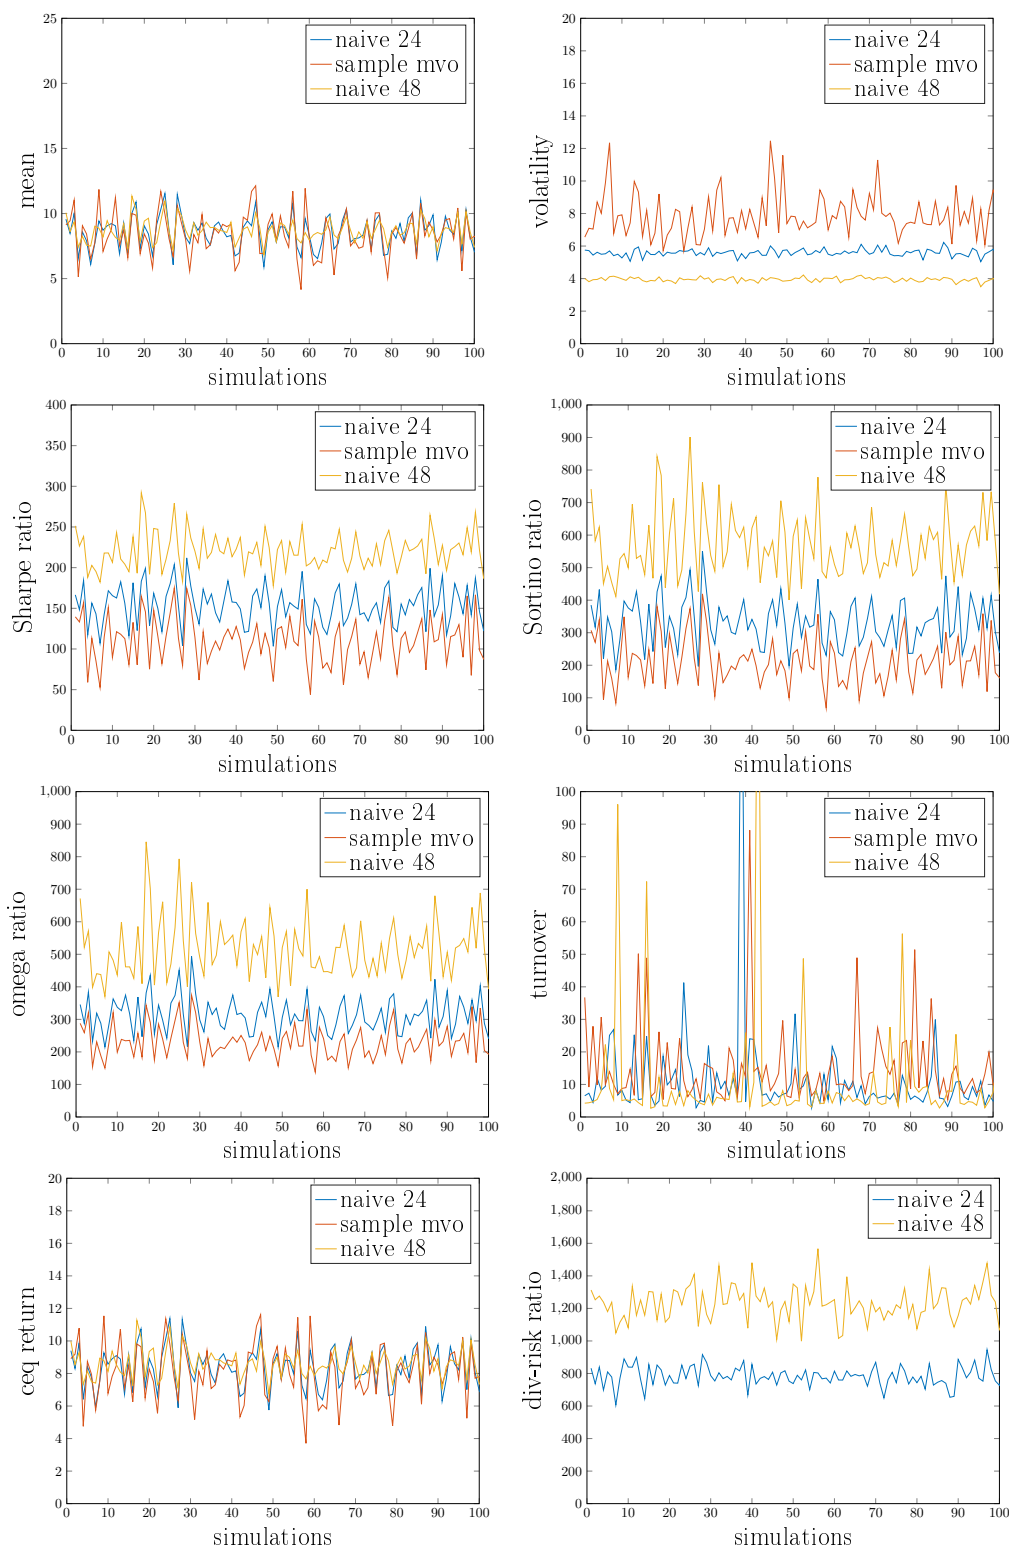 25
20
15
10
5
0
mean
naive 24
sample mvo
naive 48
0 10 20 30 40 50 60 70 80 90 100
simulations
20
18
16
14
12
10
8
6
4
2
0
volatility
naive 24
sample mvo
naive 48
0 10 20 30 40 50 60 70 80 90 100
simulations
400
350
300
250
200
150
100
50
0
Sharpe ratio
naive 24
sample mvo
naive 48
0 10 20 30 40 50 60 70 80 90 100
simulations
1,000
900
800
700
600
500
400
300
200
100
0
Sortino ratio
naive 24
sample mvo
naive 48
0 10 20 30 40 50 60 70 80 90 100
simulations
1,000
900
800
700
600
500
400
300
200
100
0
omega ratio
naive 24
sample mvo
naive 48
0 10 20 30 40 50 60 70 80 90 100
simulations
100
90
80
70
60
50
40
30
20
10
0
turnover
naive 24
sample mvo
naive 48
0 10 20 30 40 50 60 70 80 90 100
simulations
20
18
16
14
12
10
8
6
4
2
0
ceq return
naive 24
sample mvo
naive 48
0 10 20 30 40 50 60 70 80 90 100
simulations
2,000
1,800
1,600
1,400
1,200
1,000
800
600
400
200
0
div-risk ratio
naive 24
naive 48
0 10 20 30 40 50 60 70 80 90 100
simulations